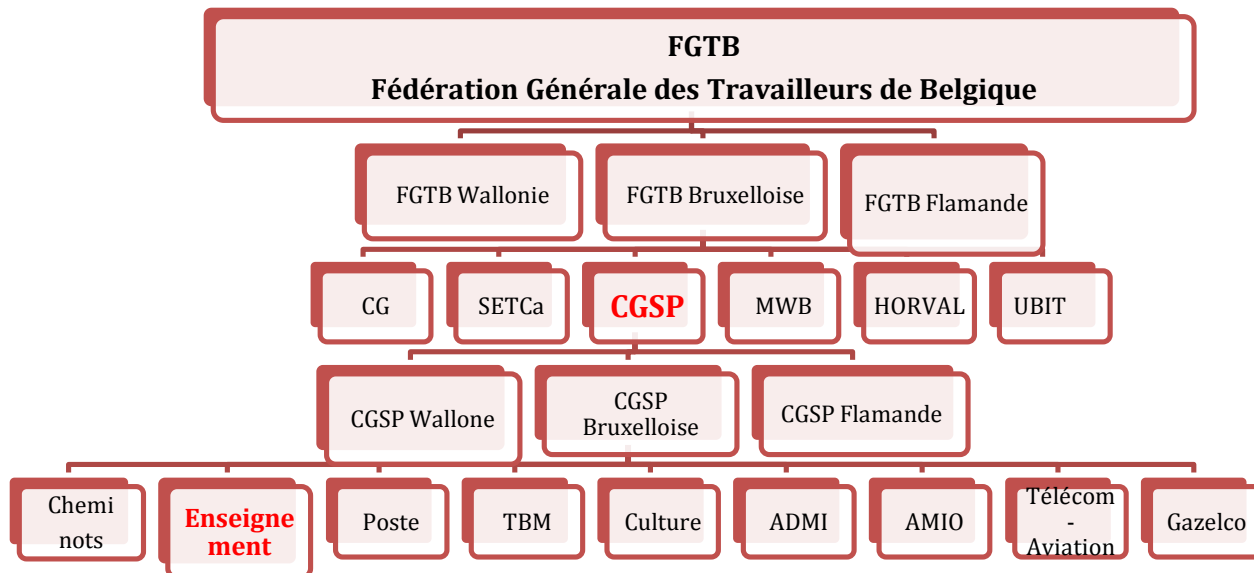 FGTB
Fédération Générale des Travailleurs de Belgique
FGTB Wallonie
FGTB Bruxelloise
FGTB Flamande
CG
SETCa
CGSP
MWB
HORVAL
UBIT
CGSP Wallone
CGSP
Bruxelloise
CGSP Flamande
Chemi
nots
Enseigne
ment
Poste
TBM
Culture
ADMI
AMIO
Télécom
-
Aviation
Gazelco